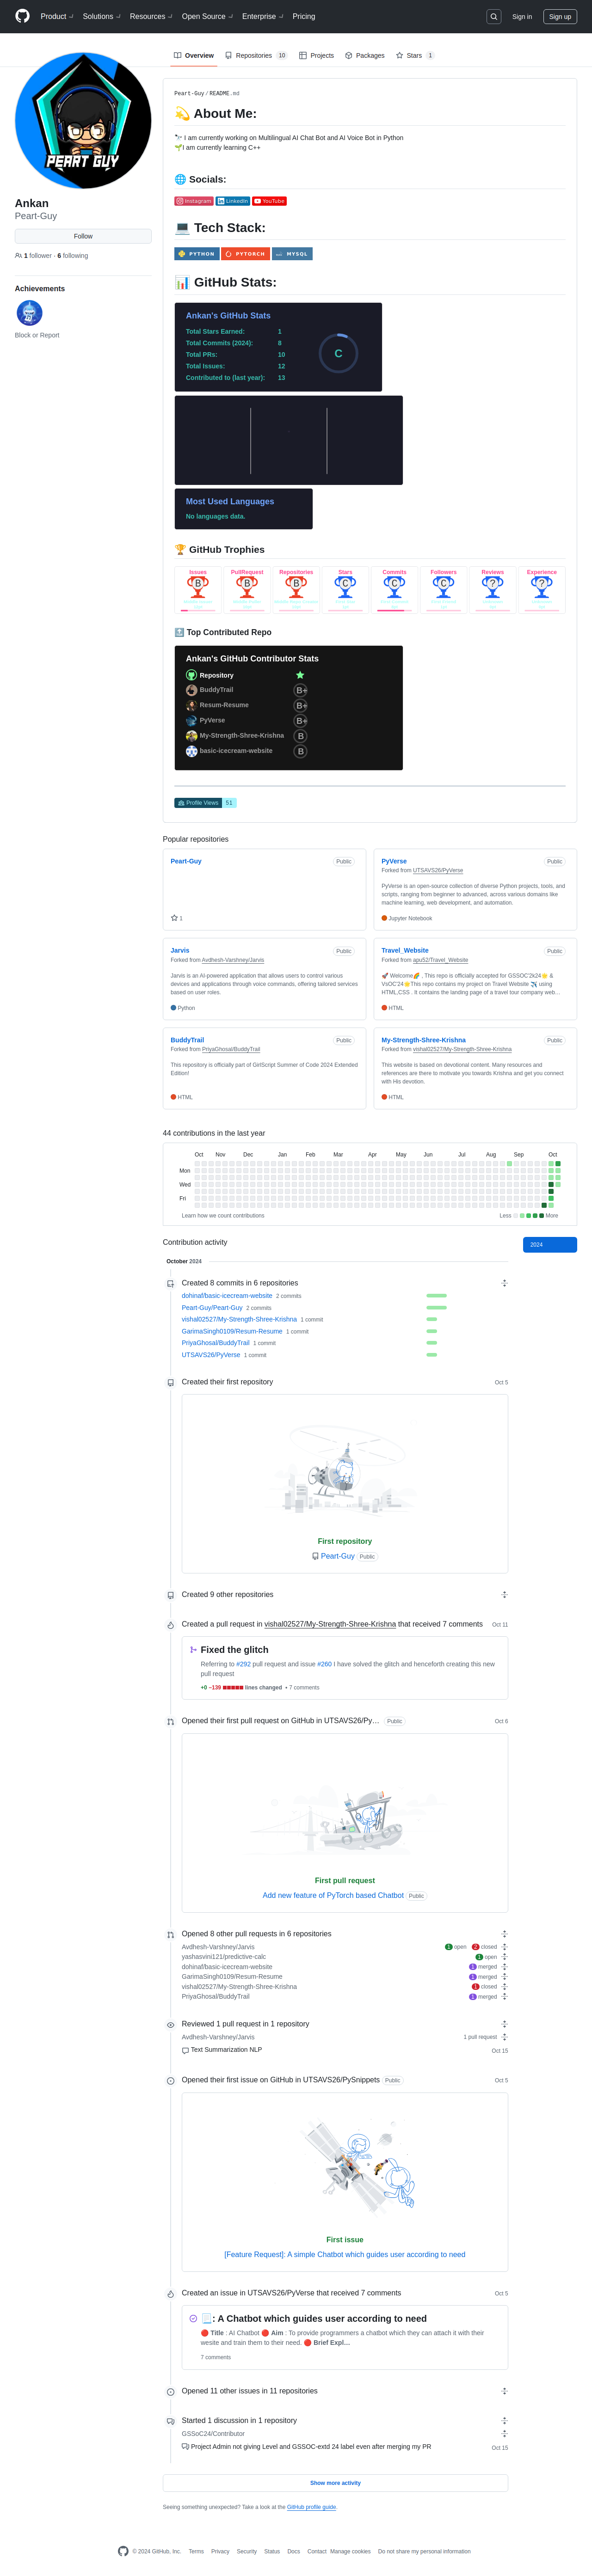 Product
Solutions
Resources
Open Source
Enterprise
Pricing
Sign in
Sign up
Overview
Repositories 10
Projects
Packages
Stars 1
PEART GUY
Ankan
Peart-Guy
Follow
1 follower · 6 following
Achievements
Block or Report
Peart-Guy / README.md
💫 About Me:
🔭 I am currently working on Multilingual AI Chat Bot and AI Voice Bot in Python
🌱I am currently learning C++
🌐 Socials:
Instagram LinkedIn YouTube
💻 Tech Stack:
PYTHON PYTORCH MYSQL
📊 GitHub Stats:
Ankan's GitHub Stats
Total Stars Earned: 1
Total Commits (2024): 8
Total PRs: 10
Total Issues: 12
Contributed to (last year): 13
C
Most Used Languages
No languages data.
🏆 GitHub Trophies
Issues PullRequest Repositories Stars Commits Followers Reviews Experience
B B B C C C ? ?
🔝 Top Contributed Repo
Ankan's GitHub Contributor Stats
Repository
BuddyTrail B+
Resum-Resume B+
PyVerse B+
My-Strength-Shree-Krishna B
basic-icecream-website B
Profile Views 51
Popular repositories
Peart-Guy Public
1
PyVerse Public
Forked from UTSAVS26/PyVerse
PyVerse is an open-source collection of diverse Python projects, tools, and
scripts, ranging from beginner to advanced, across various domains like
machine learning, web development, and automation.
Jupyter Notebook
Jarvis Public
Forked from Avdhesh-Varshney/Jarvis
Jarvis is an AI-powered application that allows users to control various
devices and applications through voice commands, offering tailored services
based on user roles.
Python
Travel_Website Public
Forked from apu52/Travel_Website
🚀 Welcome🌈 . This repo is officially accepted for GSSOC'2k24🌟 &
VsOC'24🌟This repo contains my project on Travel Website ✈️ using
HTML,CSS . It contains the landing page of a travel tour company web…
HTML
BuddyTrail Public
Forked from PriyaGhosal/BuddyTrail
This repository is officially part of GirlScript Summer of Code 2024 Extended
Edition!
HTML
My-Strength-Shree-Krishna Public
Forked from vishal02527/My-Strength-Shree-Krishna
This website is based on devotional content. Many resources and
references are there to motivate you towards Krishna and get you connect
with His devotion.
HTML
44 contributions in the last year
Oct Nov Dec Jan Feb Mar Apr May Jun Jul Aug Sep Oct
Mon
Wed
Fri
Learn how we count contributions
Less More
Contribution activity
2024
October 2024
Created 8 commits in 6 repositories
dohinaf/basic-icecream-website 2 commits
Peart-Guy/Peart-Guy 2 commits
vishal02527/My-Strength-Shree-Krishna 1 commit
GarimaSingh0109/Resum-Resume 1 commit
PriyaGhosal/BuddyTrail 1 commit
UTSAVS26/PyVerse 1 commit
Created their first repository Oct 5
First repository
Peart-Guy Public
Created 9 other repositories
Created a pull request in vishal02527/My-Strength-Shree-Krishna that received 7 comments Oct 11
Fixed the glitch
Referring to #292 pull request and issue #260 I have solved the glitch and henceforth creating this new
pull request
+0 −139 lines changed • 7 comments
Opened their first pull request on GitHub in UTSAVS26/Py… Public Oct 6
First pull request
Add new feature of PyTorch based Chatbot Public
Opened 8 other pull requests in 6 repositories
Avdhesh-Varshney/Jarvis 1 open 2 closed
yashasvini121/predictive-calc 1 open
dohinaf/basic-icecream-website 1 merged
GarimaSingh0109/Resum-Resume 1 merged
vishal02527/My-Strength-Shree-Krishna 1 closed
PriyaGhosal/BuddyTrail 1 merged
Reviewed 1 pull request in 1 repository
Avdhesh-Varshney/Jarvis 1 pull request
Text Summarization NLP Oct 15
Opened their first issue on GitHub in UTSAVS26/PySnippets Public Oct 5
First issue
[Feature Request]: A simple Chatbot which guides user according to need
Created an issue in UTSAVS26/PyVerse that received 7 comments Oct 5
📃: A Chatbot which guides user according to need
🔴 Title : AI Chatbot 🔴 Aim : To provide programmers a chatbot which they can attach it with their
wesite and train them to their need. 🔴 Brief Expl…
7 comments
Opened 11 other issues in 11 repositories
Started 1 discussion in 1 repository
GSSoC24/Contributor
Project Admin not giving Level and GSSOC-extd 24 label even after merging my PR Oct 15
Show more activity
Seeing something unexpected? Take a look at the GitHub profile guide.
© 2024 GitHub, Inc. Terms Privacy Security Status Docs Contact Manage cookies Do not share my personal information